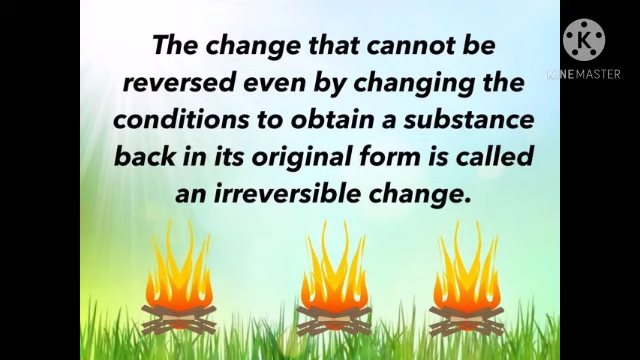 The change that cannot be
reversed even by changing the
conditions to obtain a substance
back in its original form is called
an irreversible change.
KINEMASTER